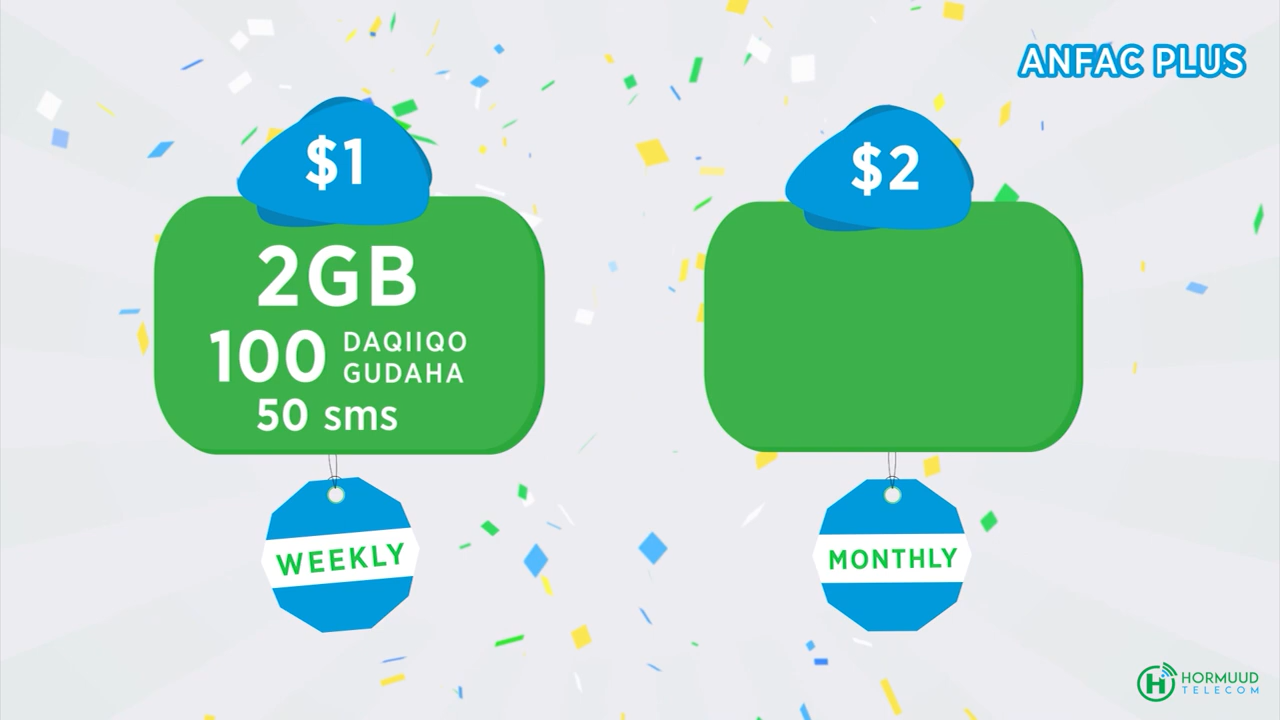 ANFAC PLUS
$1
2GB
100 DAQIIQO
GUDAHA
50 sms
WEEKLY
$2
MONTHLY
HORMUUD
TELECOM